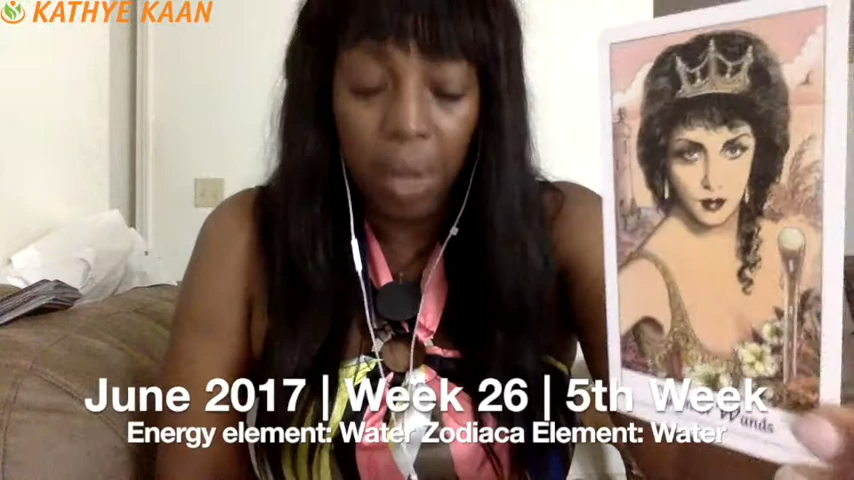 KATHYE KAAN
June 2017 | Week 26 | 5th Week
Energy element: Water Zodiaca Element: Water
Wands